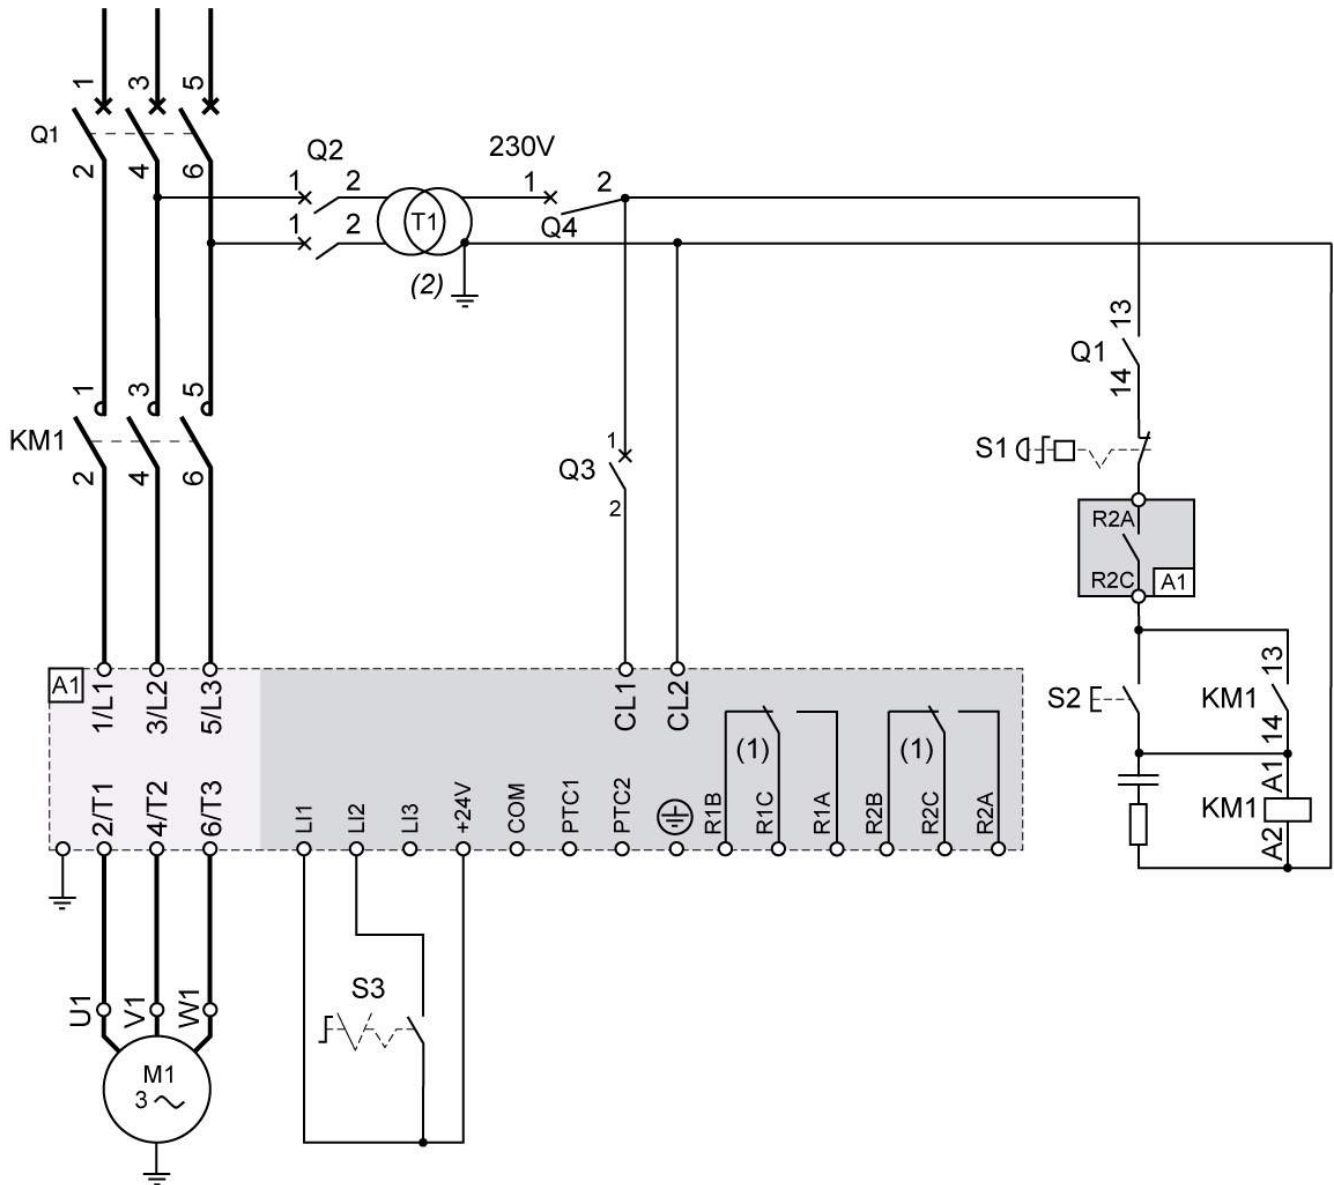 1 3 5
Q1
2 4 6
Q2
230V
1 2 1 2
T1
Q4
1 2
(2)
13
Q1
14
1 3 5
KM1
2 4 6
1
Q3
2
S1
R2A
R2C A1
A1
1/L1 3/L2 5/L3 CL1 CL2
S2 KM1 13 14
(1) (1)
2/T1 4/T2 6/T3 LI1 LI2 LI3 +24V COM PTC1 PTC2 R1B R1C R1A R2B R2C R2A
A1
KM1
A2
S3
U1 V1 W1
M1
3 ~